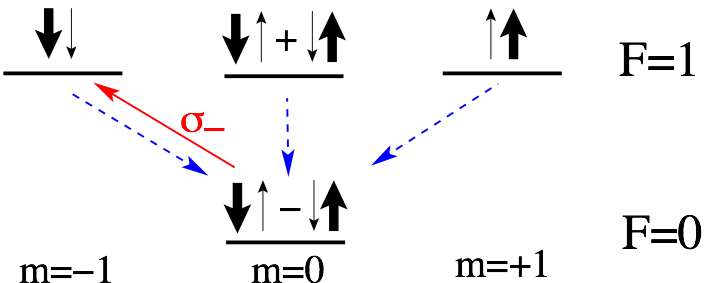 + F=1
σ−
− F=0
m=−1 m=0 m=+1